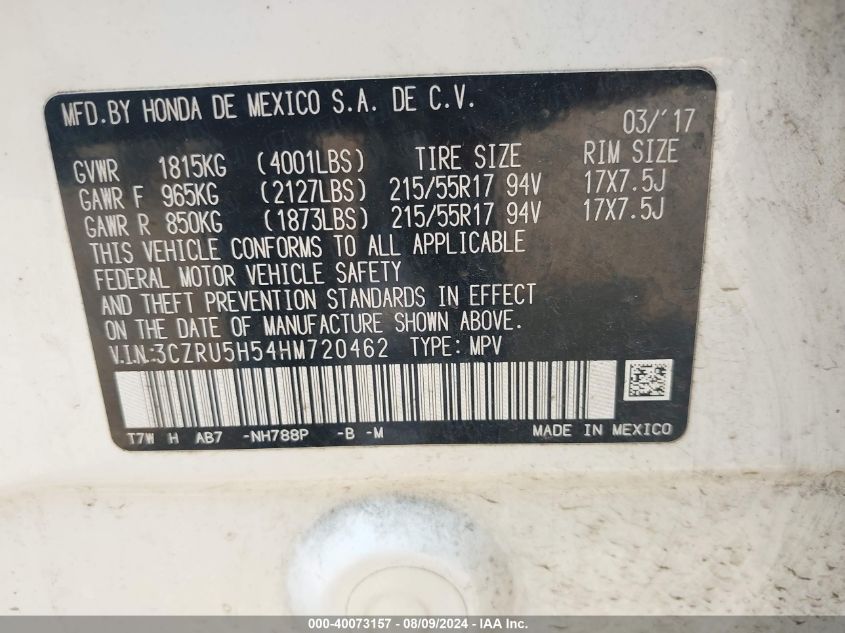 MFD.BY HONDA DE MEXICO S.A. DE C.V.
03/'17
GVWR 1815KG (4001LBS) TIRE SIZE RIM SIZE
GAWR F 965KG (2127LBS) 215/55R17 94V 17X7.5J
GAWR R 850KG (1873LBS) 215/55R17 94V 17X7.5J
THIS VEHICLE CONFORMS TO ALL APPLICABLE
FEDERAL MOTOR VEHICLE SAFETY
AND THEFT PREVENTION STANDARDS IN EFFECT
ON THE DATE OF MANUFACTURE SHOWN ABOVE.
V.I.N.:3CZRU5H54HM720462 TYPE: MPV
T7W H AB7 -NH788P -B -M MADE IN MEXICO
000-40073157 - 08/09/2024 - IAA Inc.